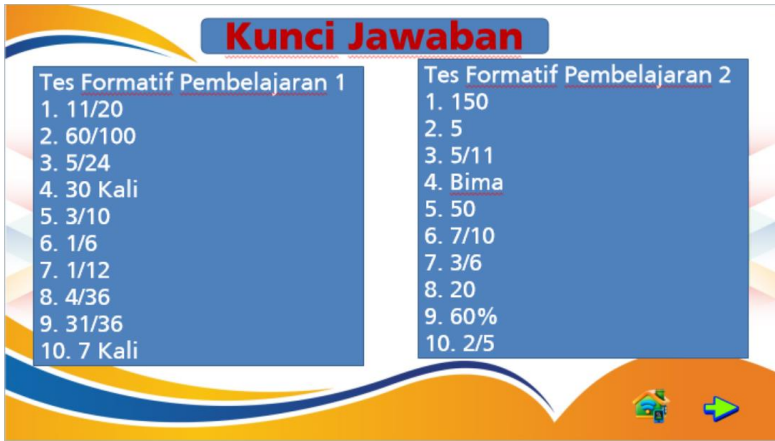 Kunci Jawaban
Tes Formatif Pembelajaran 1
1. 11/20
2. 60/100
3. 5/24
4. 30 Kali
5. 3/10
6. 1/6
7. 1/12
8. 4/36
9. 31/36
10. 7 Kali
Tes Formatif Pembelajaran 2
1. 150
2. 5
3. 5/11
4. Bima
5. 50
6. 7/10
7. 3/6
8. 20
9. 60%
10. 2/5